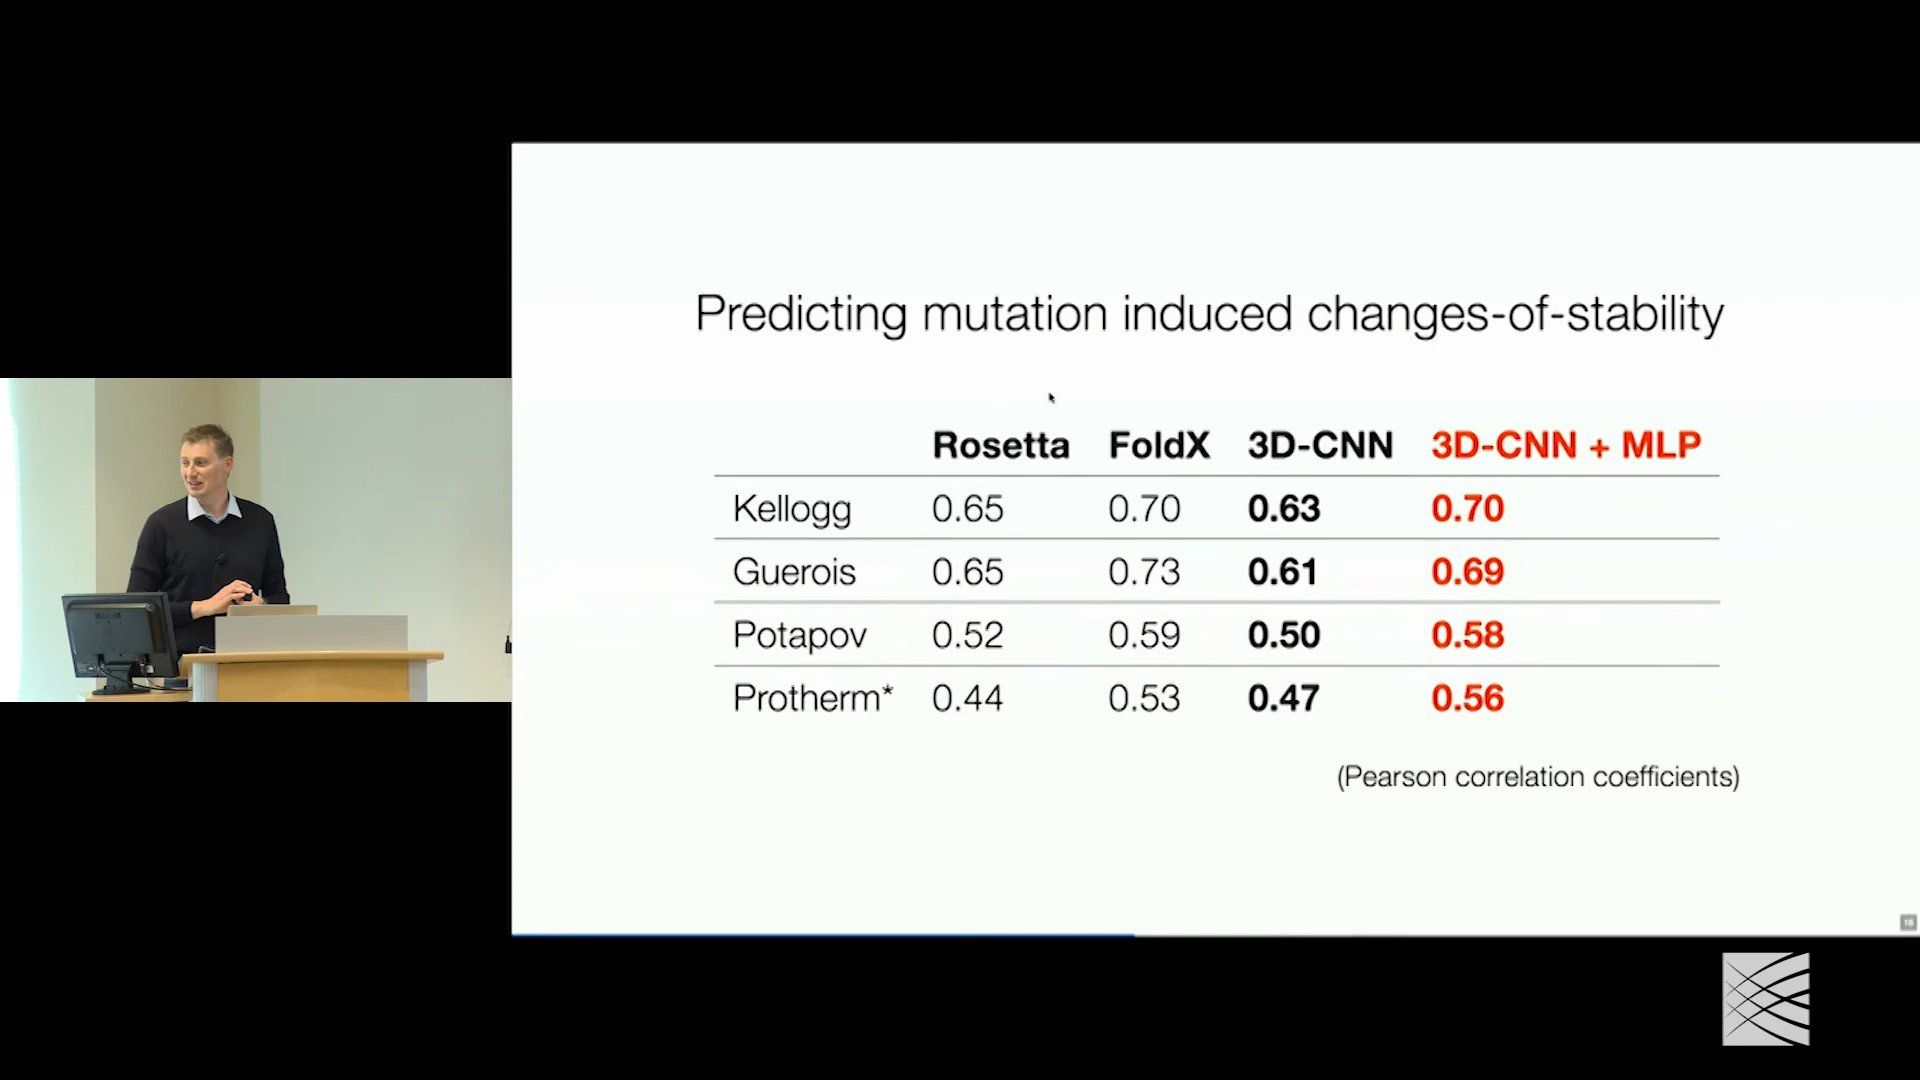 Predicting mutation induced changes-of-stability
Rosetta FoldX 3D-CNN 3D-CNN + MLP
Kellogg 0.65 0.70 0.63 0.70
Guerois 0.65 0.73 0.61 0.69
Potapov 0.52 0.59 0.50 0.58
Protherm* 0.44 0.53 0.47 0.56
(Pearson correlation coefficients)